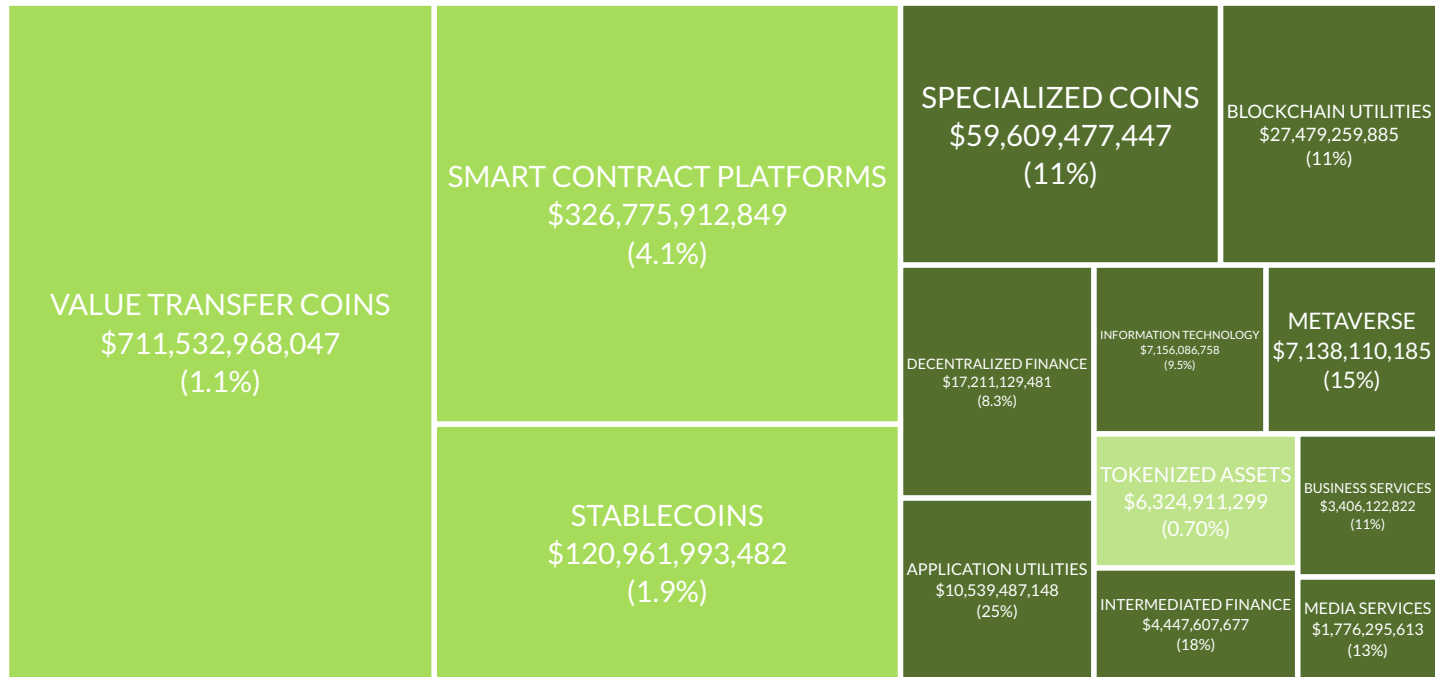 VALUE TRANSFER COINS
$711,532,968,047
(1.1%)
SMART CONTRACT PLATFORMS
$326,775,912,849
(4.1%)
STABLECOINS
$120,961,993,482
(1.9%)
SPECIALIZED COINS
$59,609,477,447
(11%)
BLOCKCHAIN UTILITIES
$27,479,259,885
(11%)
DECENTRALIZED FINANCE
$17,211,129,481
(8.3%)
APPLICATION UTILITIES
$10,539,487,148
(25%)
INFORMATION TECHNOLOGY
$7,156,086,758
(9.5%)
METAVERSE
$7,138,110,185
(15%)
TOKENIZED ASSETS
$6,324,911,299
(0.70%)
INTERMEDIATED FINANCE
$4,447,607,677
(18%)
BUSINESS SERVICES
$3,406,122,822
(11%)
MEDIA SERVICES
$1,776,295,613
(13%)